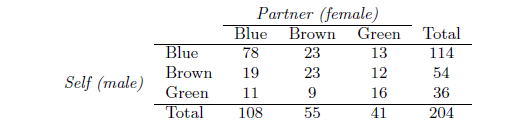 Partner (female)
Blue Brown Green Total
Blue 78 23 13 114
Brown 19 23 12 54
Self (male)
Green 11 9 16 36
Total 108 55 41 204